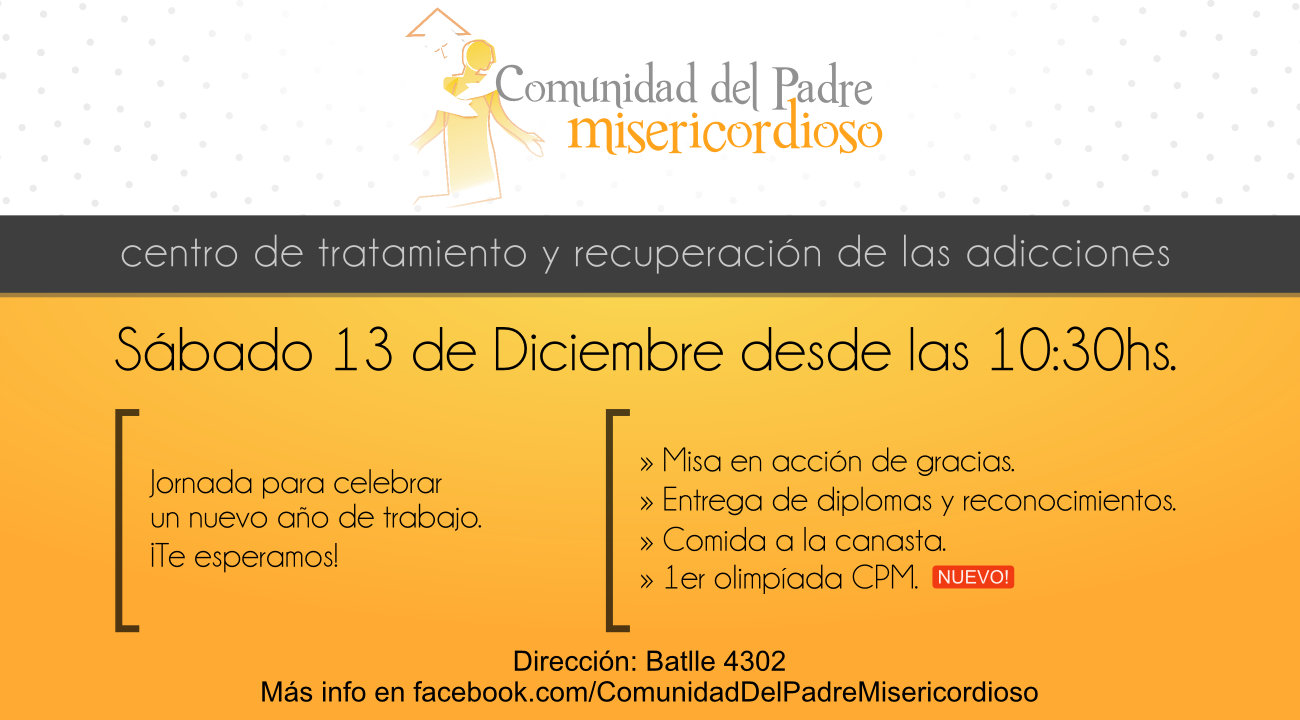 Comunidad del Padre
misericordioso
centro de tratamiento y recuperación de las adicciones
Sábado 13 de Diciembre desde las 10:30hs.
Jornada para celebrar
un nuevo año de trabajo.
¡Te esperamos!
» Misa en acción de gracias.
» Entrega de diplomas y reconocimientos.
» Comida a la canasta.
» 1er olimpíada CPM. NUEVO!
Dirección: Batlle 4302
Más info en facebook.com/ComunidadDelPadreMisericordioso